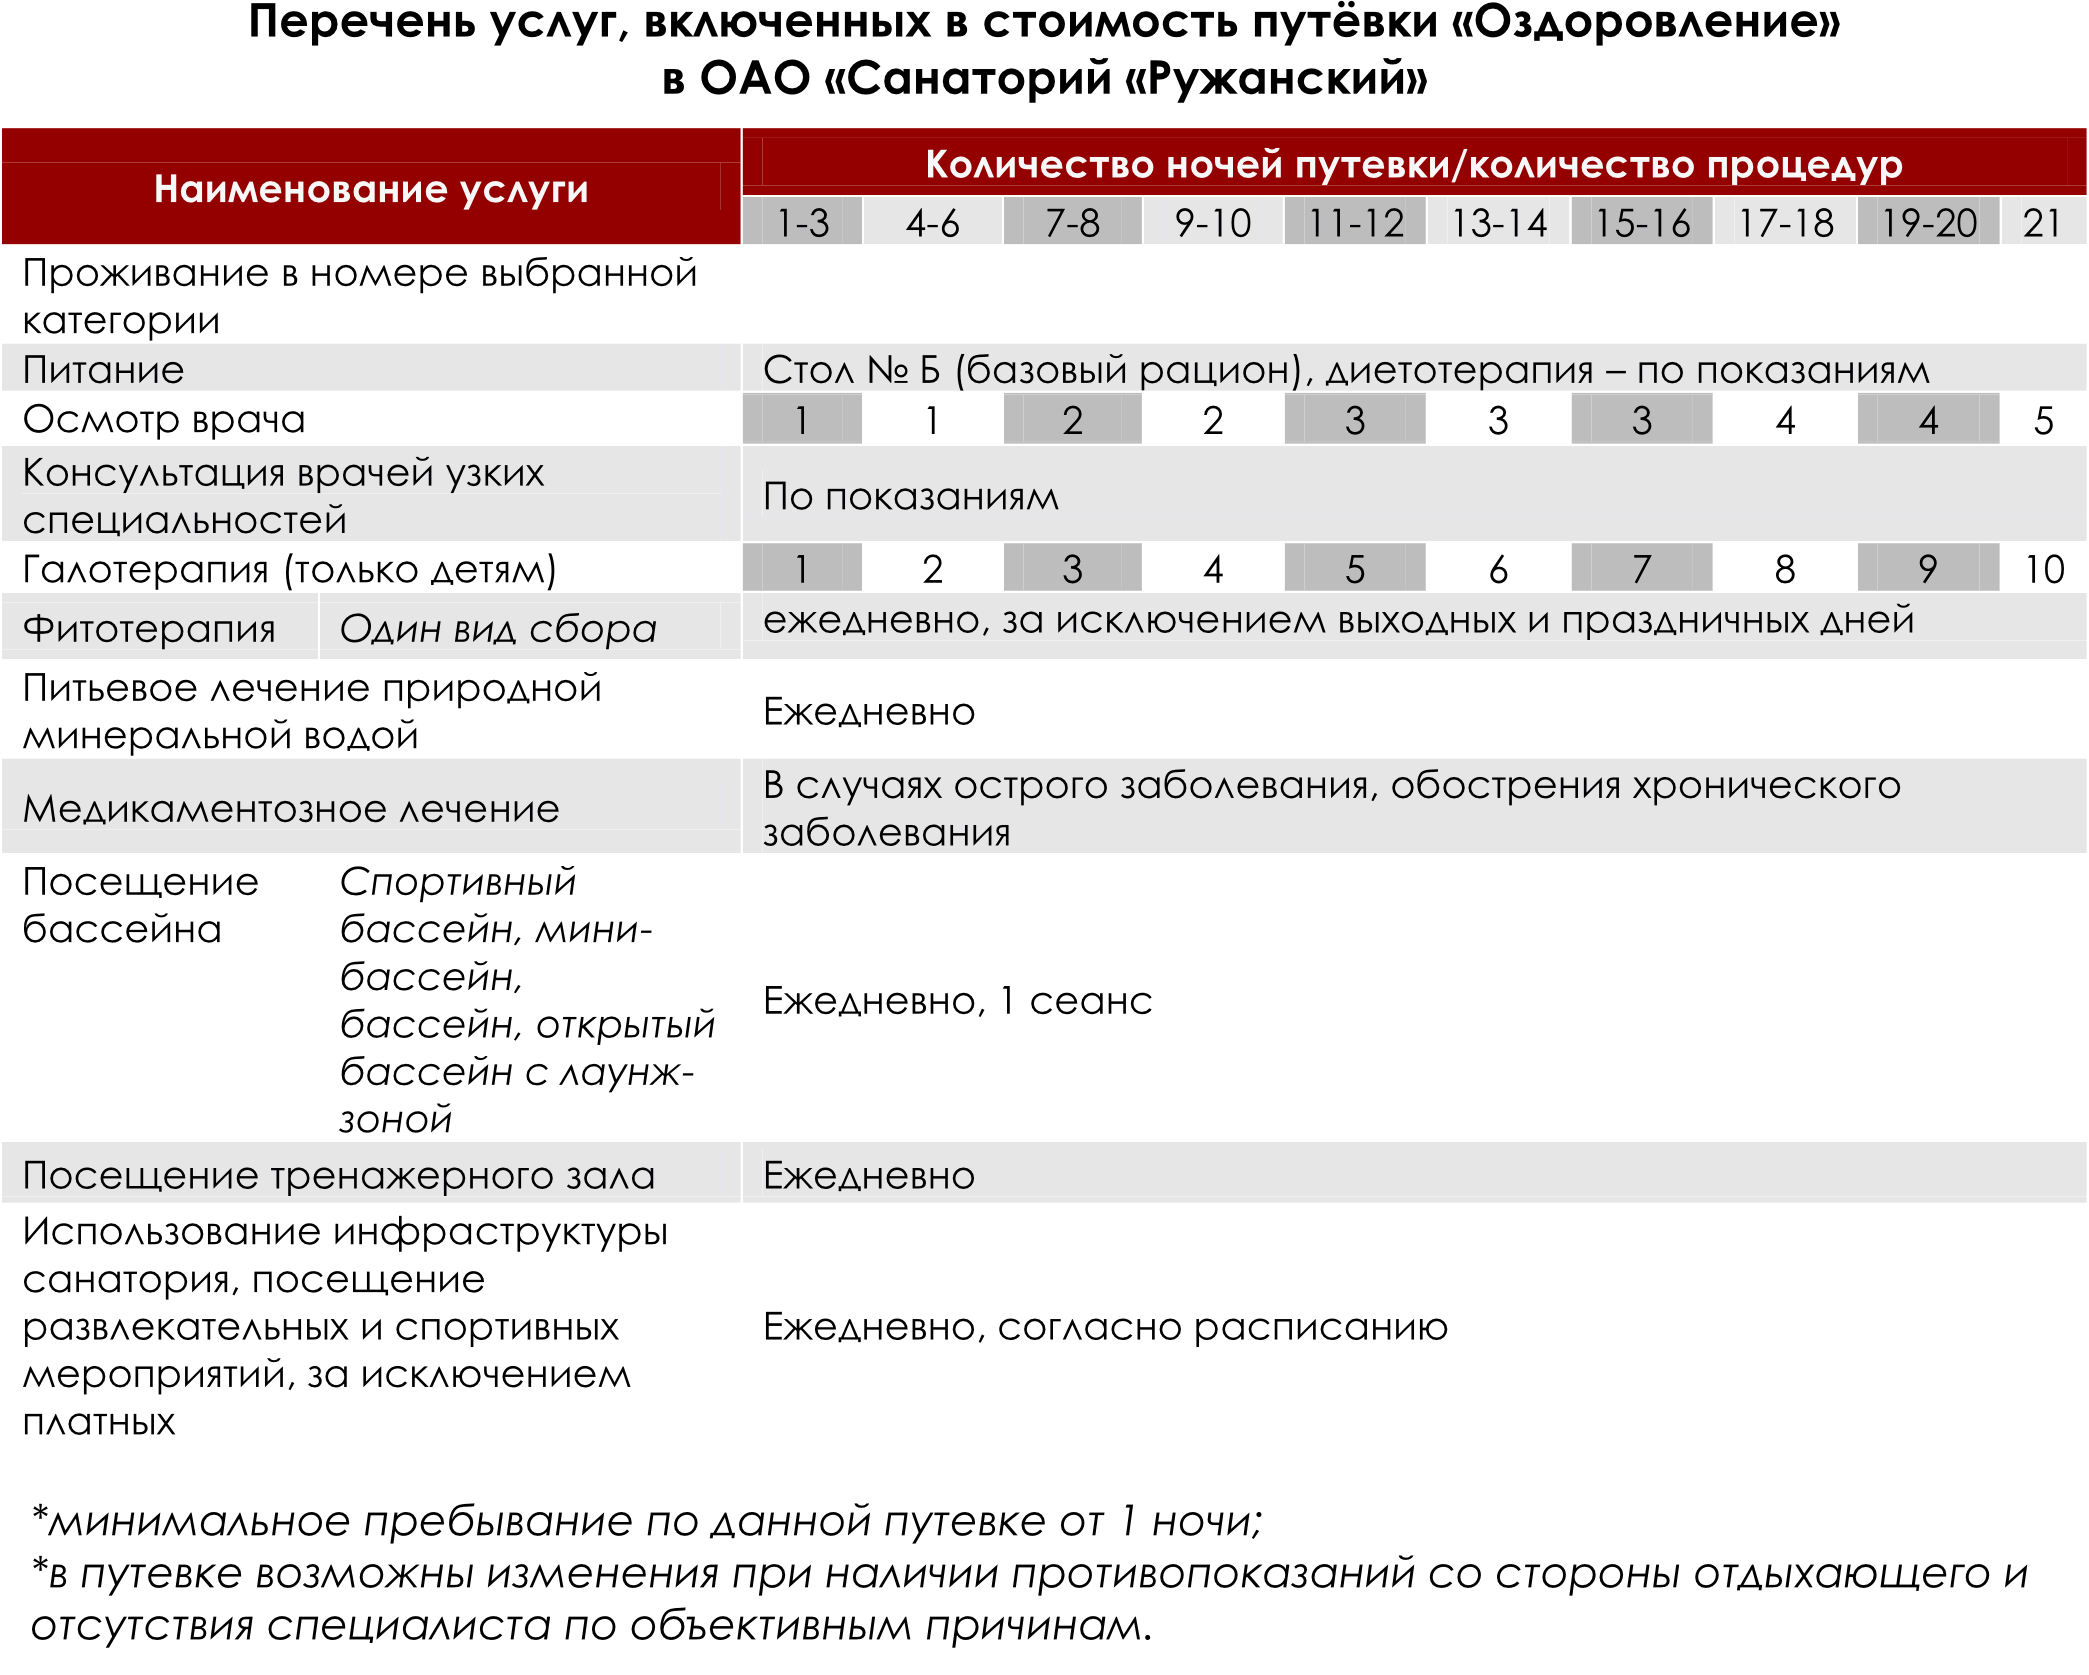 Перечень услуг, включенных в стоимость путёвки «Оздоровление»
в ОАО «Санаторий «Ружанский»
Наименование услуги
Количество ночей путевки/количество процедур
1-3 4-6 7-8 9-10 11-12 13-14 15-16 17-18 19-20 21
Проживание в номере выбранной
категории
Питание
Стол № Б (базовый рацион), диетотерапия – по показаниям
Осмотр врача
1 1 2 2 3 3 3 4 4 5
Консультация врачей узких
специальностей
По показаниям
Галотерапия (только детям)
1 2 3 4 5 6 7 8 9 10
Фитотерапия
Один вид сбора
ежедневно, за исключением выходных и праздничных дней
Питьевое лечение природной
минеральной водой
Ежедневно
Медикаментозное лечение
В случаях острого заболевания, обострения хронического
заболевания
Посещение
бассейна
Спортивный
бассейн, мини-
бассейн,
бассейн, открытый
бассейн с лаунж-
зоной
Ежедневно, 1 сеанс
Посещение тренажерного зала
Ежедневно
Использование инфраструктуры
санатория, посещение
развлекательных и спортивных
мероприятий, за исключением
платных
Ежедневно, согласно расписанию
*минимальное пребывание по данной путевке от 1 ночи;
*в путевке возможны изменения при наличии противопоказаний со стороны отдыхающего и
отсутствия специалиста по объективным причинам.